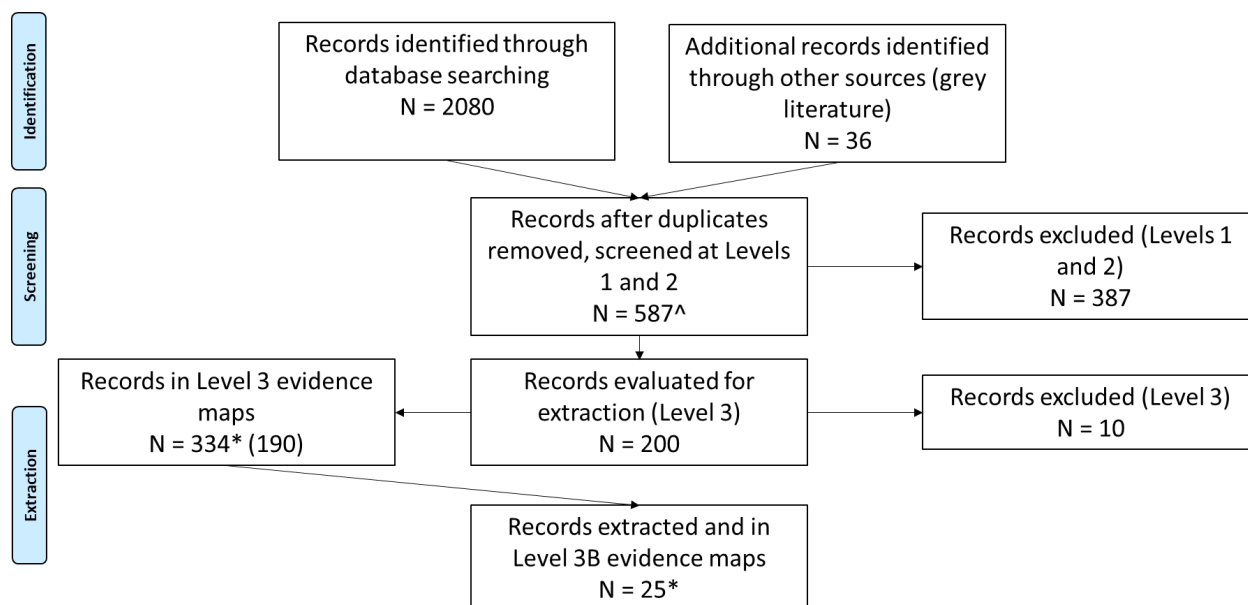 Identification
Records identified through
database searching
N = 2080
Additional records identified
through other sources (grey
literature)
N = 36
Screening
Records after duplicates
removed, screened at Levels
1 and 2
N = 587^
Records excluded (Levels 1
and 2)
N = 387
Extraction
Records in Level 3 evidence
maps
N = 334* (190)
Records evaluated for
extraction (Level 3)
N = 200
Records excluded (Level 3)
N = 10
Records extracted and in
Level 3B evidence maps
N = 25*